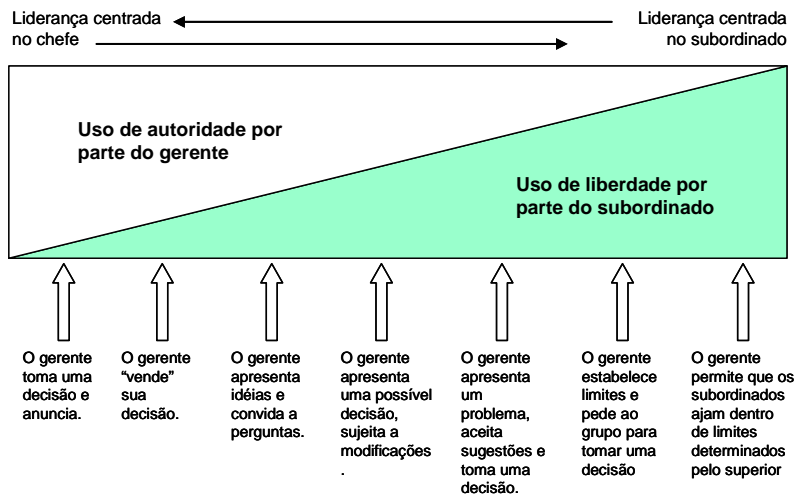 Liderança centrada
no chefe
Liderança centrada
no subordinado
Uso de autoridade por
parte do gerente
Uso de liberdade por
parte do subordinado
O gerente
toma uma
decisão e
anuncia.
O gerente
“vende”
sua
decisão.
O gerente
apresenta
idéias e
convida a
perguntas.
O gerente
apresenta
uma possível
decisão,
sujeita a
modificações
.
O gerente
apresenta
um
problema,
aceita
sugestões e
toma uma
decisão.
O gerente
estabelece
limites e
pede ao
grupo para
tomar uma
decisão
O gerente
permite que os
subordinados
ajam dentro
de limites
determinados
pelo superior